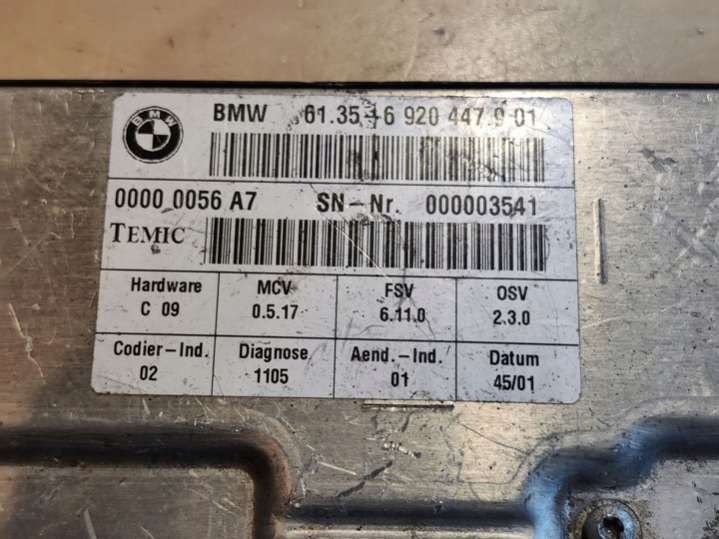 BMW
BMW 61.35 - 6 920 447.9 01
0000 0056 A7 SN-Nr. 000003541
TEMIC
Hardware MCV FSV OSV
C 09 0.5.17 6.11.0 2.3.0
Codier-Ind. Diagnose Aend.-Ind. Datum
02 1105 01 45/01